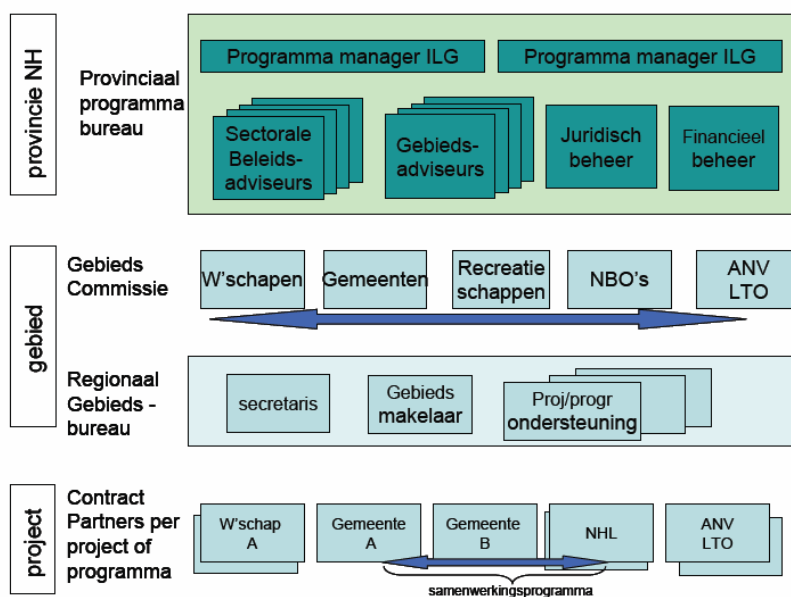 provincie NH
Provinciaal
programma
bureau
Programma manager ILG
Programma manager ILG
Sectorale
Beleids-
adviseurs
Gebieds-
adviseurs
Juridisch
beheer
Financieel
beheer
gebied
Gebieds
Commissie
W'schapen
Gemeenten
Recreatie
schappen
NBO's
ANV
LTO
Regionaal
Gebieds -
bureau
secretaris
Gebieds
makelaar
Proj/progr
ondersteuning
project
Contract
Partners per
project of
programma
W'schap
A
Gemeente
A
Gemeente
B
NHL
ANV
LTO
samenwerkingsprogramma